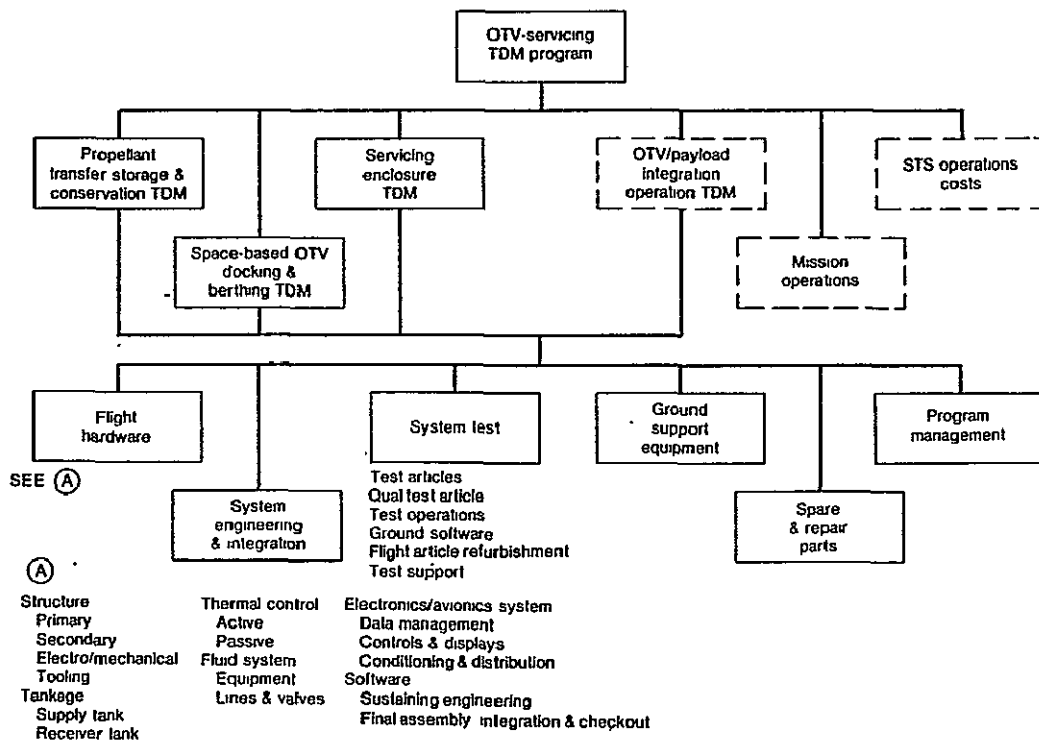 OTV-servicing
TDM program
Propellant
transfer storage &
conservation TDM
Servicing
enclosure
TDM
OTV/payload
integration
operation TDM
STS operations
costs
Space-based OTV
docking &
berthing TDM
Mission
operations
Flight
hardware
System test
Ground
support
equipment
Program
management
SEE A
Test articles
Qual test article
Test operations
Ground software
Flight article refurbishment
Test support
System
engineering
& integration
Spare
& repair
parts
A
Structure
Primary
Secondary
Electro/mechanical
Tooling
Tankage
Supply tank
Receiver tank
Thermal control
Active
Passive
Fluid system
Equipment
Lines & valves
Electronics/avionics system
Data management
Controls & displays
Conditioning & distribution
Software
Sustaining engineering
Final assembly integration & checkout